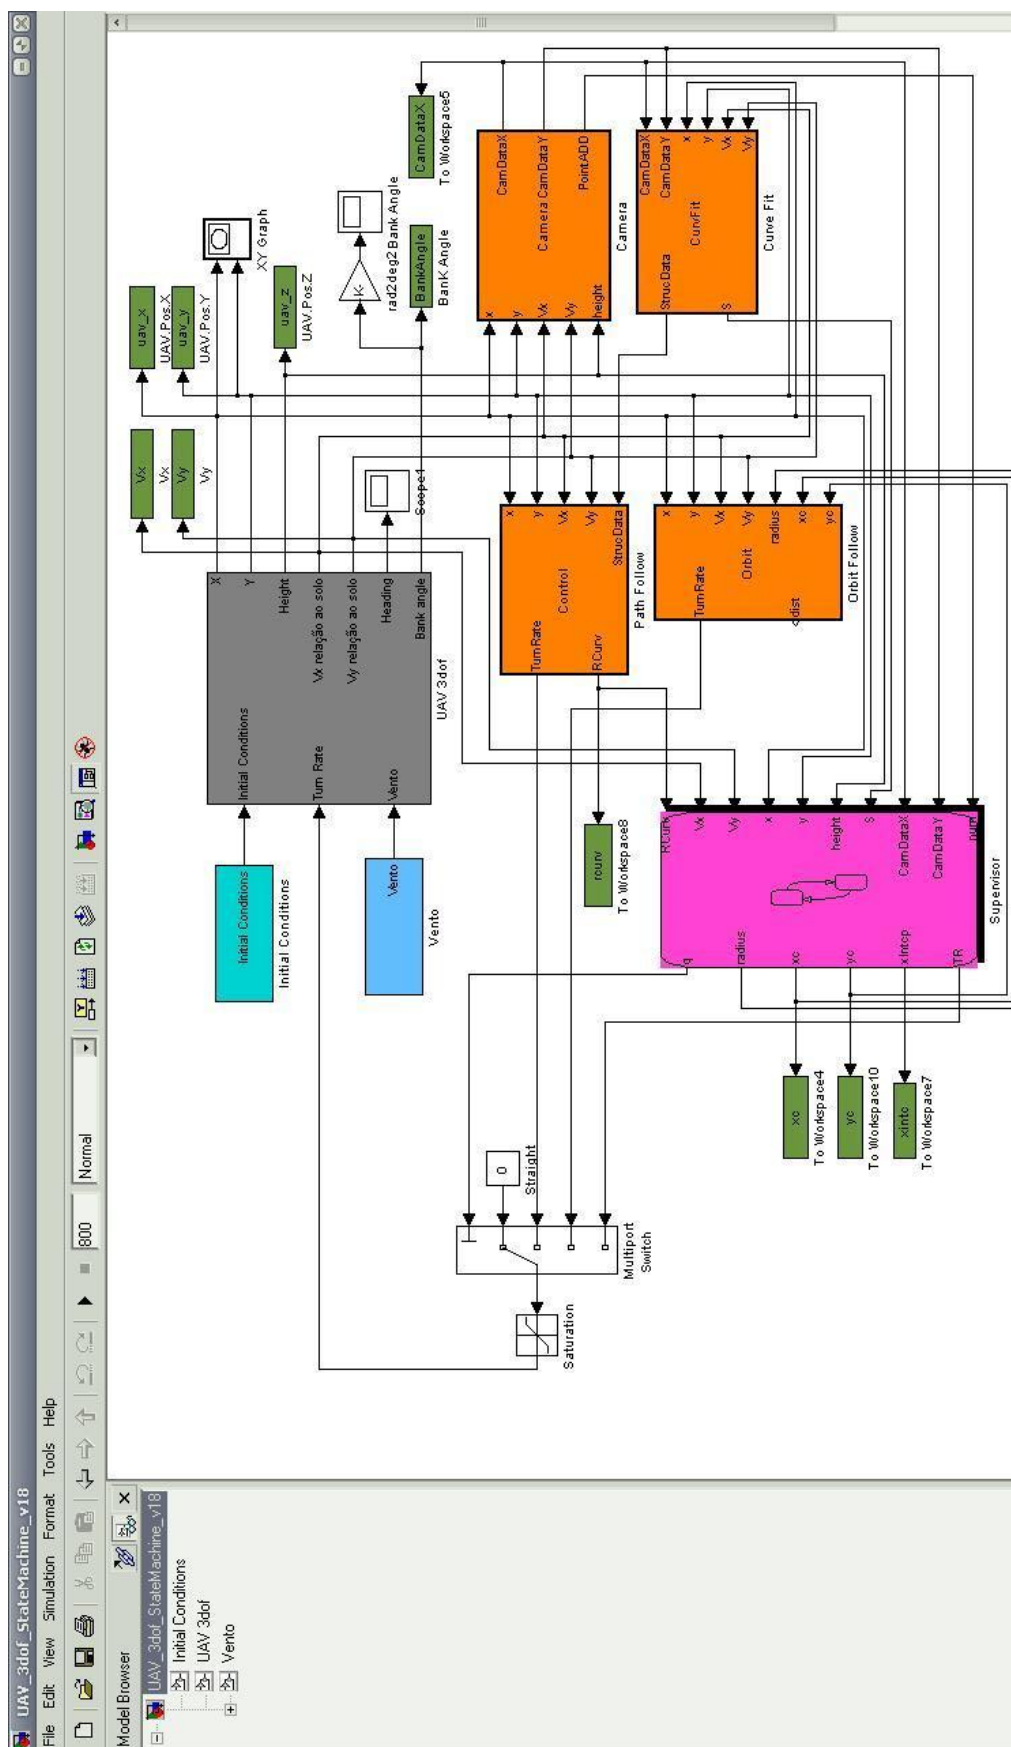 UAV_3dof_StateMachine_v18
File Edit View Simulation Format Tools Help
800
Normal
Model Browser
UAV_3dof_StateMachine_v18
Initial Conditions
UAV 3dof
Vento
Saturation
Multiport
Switch
0
Straight
Initial Conditions
Initial Conditions
Vento
Vento
Initial Conditions
Turn Rate
Vento
X
Y
Height
Vx relação ao solo
Vy relação ao solo
Heading
Bank angle
UAV 3dof
Vx
Vx
Vy
Vy
uav_x
UAV.Pos.X
uav_y
UAV.Pos.Y
XY Graph
uav_z
UAV.Pos.Z
Scope1
K-
rad2deg2
Bank Angle
BankAngle
BanK Angle
CamDataX
To Workspace5
x
y
Vx
Vy
height
Camera
CamDataX
CamDataY
PointADD
Camera
StrucData
S
CurvFit
CamDataX
CamDataY
x
y
Vx
Vy
Curve Fit
TurnRate
RCurv
Control
x
y
Vx
Vy
StrucData
Path Follow
TurnRate
dist
Orbit
x
y
Vx
Vy
radius
xc
yc
Orbit Follow
rcurv
To Workspace8
q
radius
xc
yc
xIntcp
TR
RCurv
Vx
Vy
x
y
height
S
CamDataX
CamDataY
num
Supervisor
xc
To Workspace4
yc
To Workspace10
xintc
To Workspace7